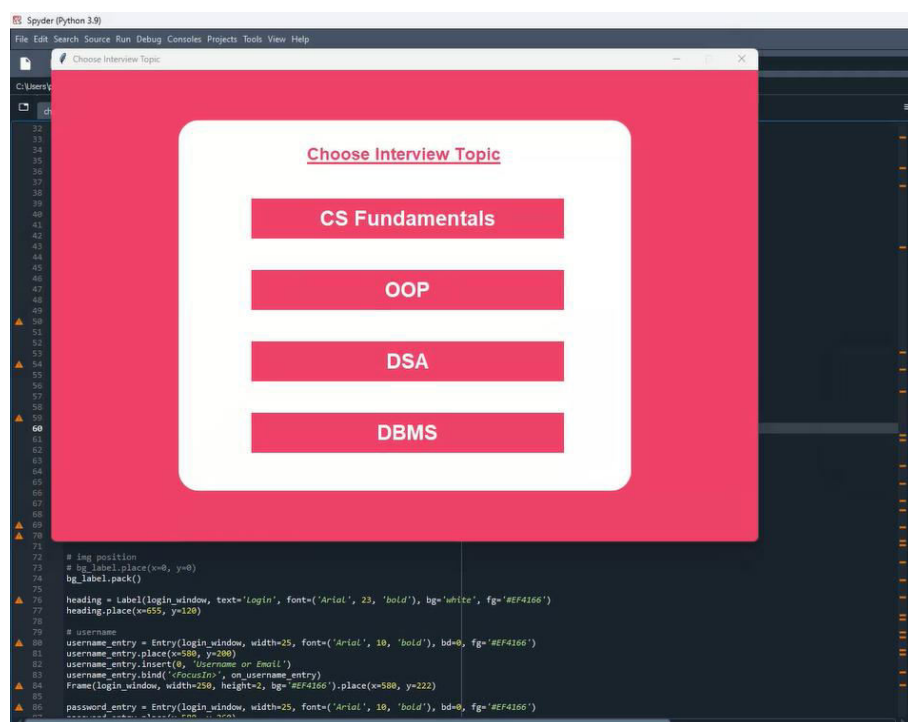 Spyder (Python 3.9)
File Edit Search Source Run Debug Consoles Projects Tools View Help
Choose Interview Topic
C:\Users\p
ch
Choose Interview Topic
CS Fundamentals
OOP
DSA
DBMS
32
33
34
35
36
37
38
39
40
41
42
43
44
45
46
47
48
49
50
51
52
53
54
55
56
57
58
59
60
61
62
63
64
65
66
67
68
69
70
71
72 # img position
73 # bg_label.place(x=0, y=0)
74 bg_label.pack()
75
76 heading = Label(login_window, text='Login', font=('Arial', 23, 'bold'), bg='white', fg='#EF4166')
77 heading.place(x=655, y=120)
78
79 # username
80 username_entry = Entry(login_window, width=25, font=('Arial', 10, 'bold'), bd=0, fg='#EF4166')
81 username_entry.place(x=580, y=200)
82 username_entry.insert(0, 'Username or Email')
83 username_entry.bind('<FocusIn>', on_username_entry)
84 Frame(login_window, width=250, height=2, bg='#EF4166').place(x=580, y=222)
85
86 password_entry = Entry(login_window, width=25, font=('Arial', 10, 'bold'), bd=0, fg='#EF4166')